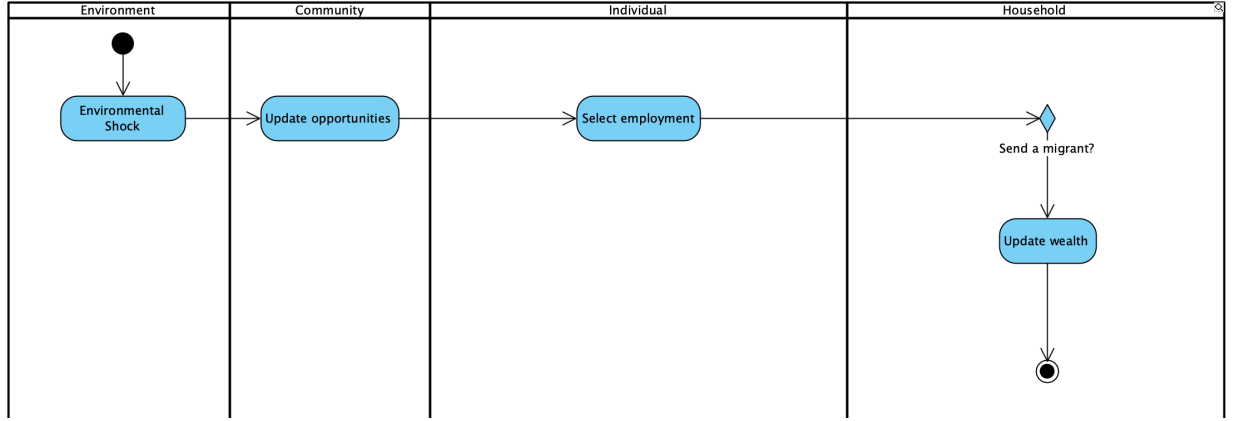 Environment
Community
Individual
Household
Environmental
Shock
Update opportunities
Select employment
Send a migrant?
Update wealth